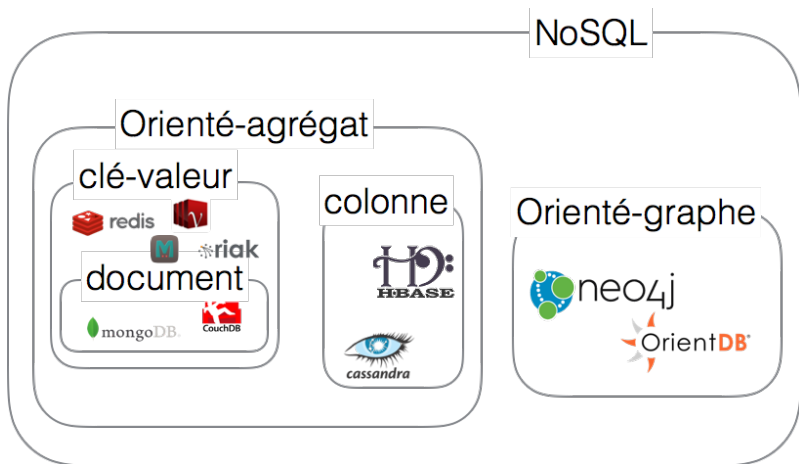 NoSQL
Orienté-agrégat
clé-valeur
redis
V
M
riak
document
mongoDB.
CouchDB
colonne
HBASE
cassandra
Orienté-graphe
neo4j
OrientDB®